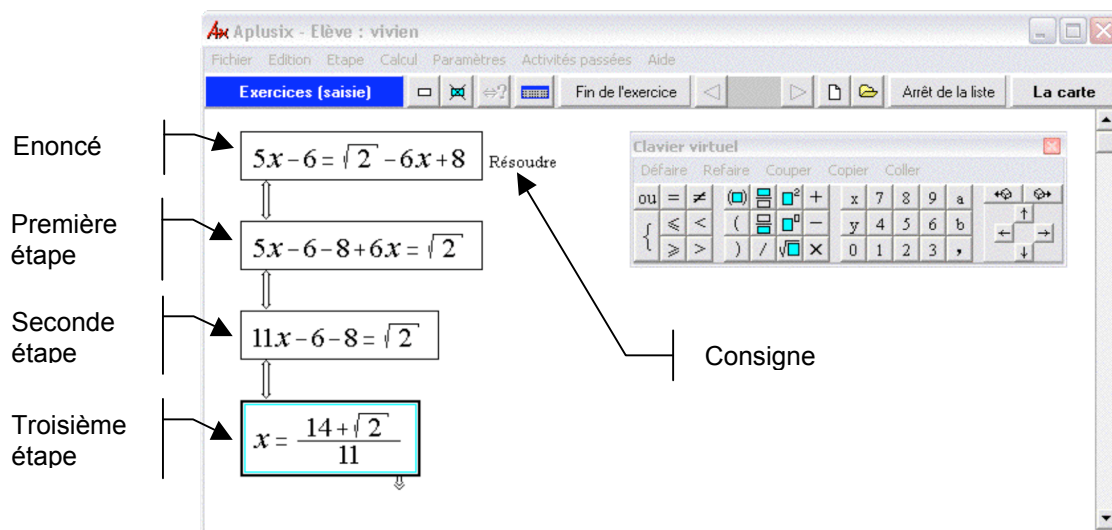 Aplusix - Elève : vivien
Fichier Edition Etape Calcul Paramètres Activités passées Aide
Exercices (saisie) ⇔? Fin de l'exercice Arrêt de la liste La carte
Enoncé
5x-6=√2-6x+8 Résoudre
Première
étape
5x-6-8+6x=√2
Seconde
étape
11x-6-8=√2
Troisième
étape
x= (14+√2)/11
Consigne
Clavier virtuel
Défaire Refaire Couper Copier Coller
ou = ≠ (□) □² + x 7 8 9 a
{ ⩽ < ( □⁰ − y 4 5 6 b ← ↑ →
⩾ > ) / √□ × 0 1 2 3 , ↓